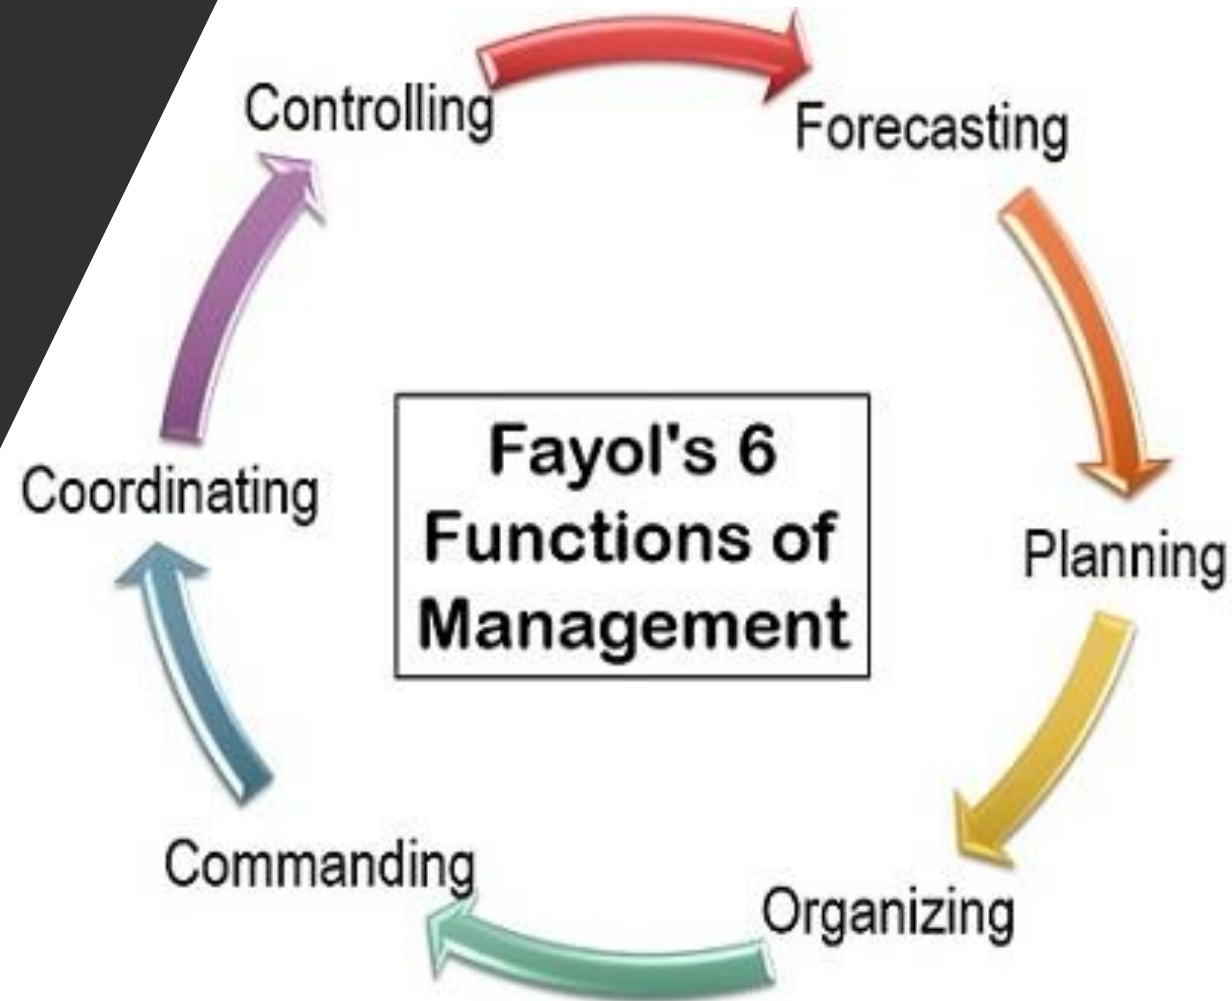 Controlling
Forecasting
Coordinating
Fayol's 6
Functions of
Management
Planning
Commanding
Organizing